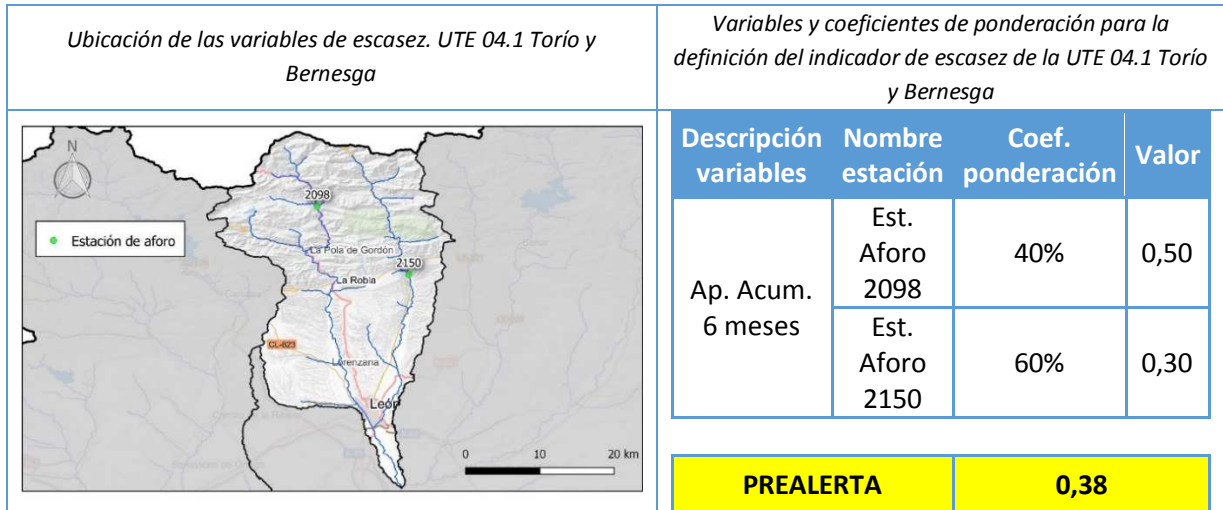 Ubicación de las variables de escasez. UTE 04.1 Torío y
Bernesga
Variables y coeficientes de ponderación para la
definición del indicador de escasez de la UTE 04.1 Torío
y Bernesga
N
Estación de aforo
2098
La Pola de Gordón
2150
La Robla
CL-623
Lorenzana
León
0 10 20 km
Descripción
variables
Nombre
estación
Coef.
ponderación
Valor
Ap. Acum.
6 meses
Est.
Aforo
2098
40%
0,50
Est.
Aforo
2150
60%
0,30
PREALERTA
0,38